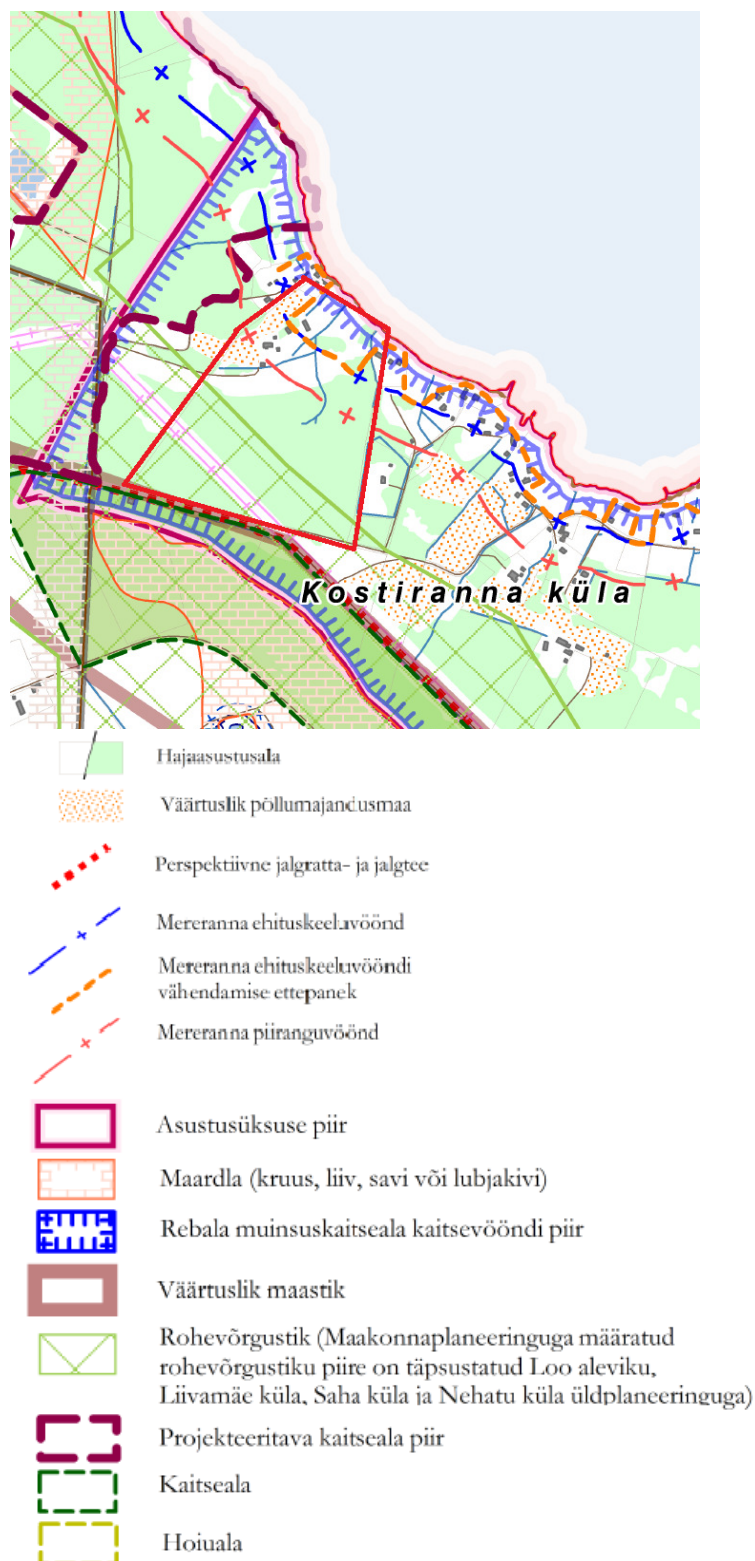 Kostiranna küla
Hajaasustusala
Väärtuslik põllumajandusmaa
Perspektiivne jalgratta- ja jalgtee
Mereranna ehituskeeluvöönd
Mereranna ehituskeeluvööndi
vähendamise ettepanek
Mereranna piiranguvöönd
Asustusüksuse piir
Maardla (kruus, liiv, savi või lubjakivi)
Rebala muinsuskaitseala kaitsevööndi piir
Väärtuslik maastik
Rohevõrgustik (Maakonnaplaneeringuga määratud
rohevõrgustiku piire on täpsustatud Loo aleviku,
Liivamäe küla, Saha küla ja Nehatu küla üldplaneeringuga)
Projekteeritava kaitseala piir
Kaitseala
Hoiuala